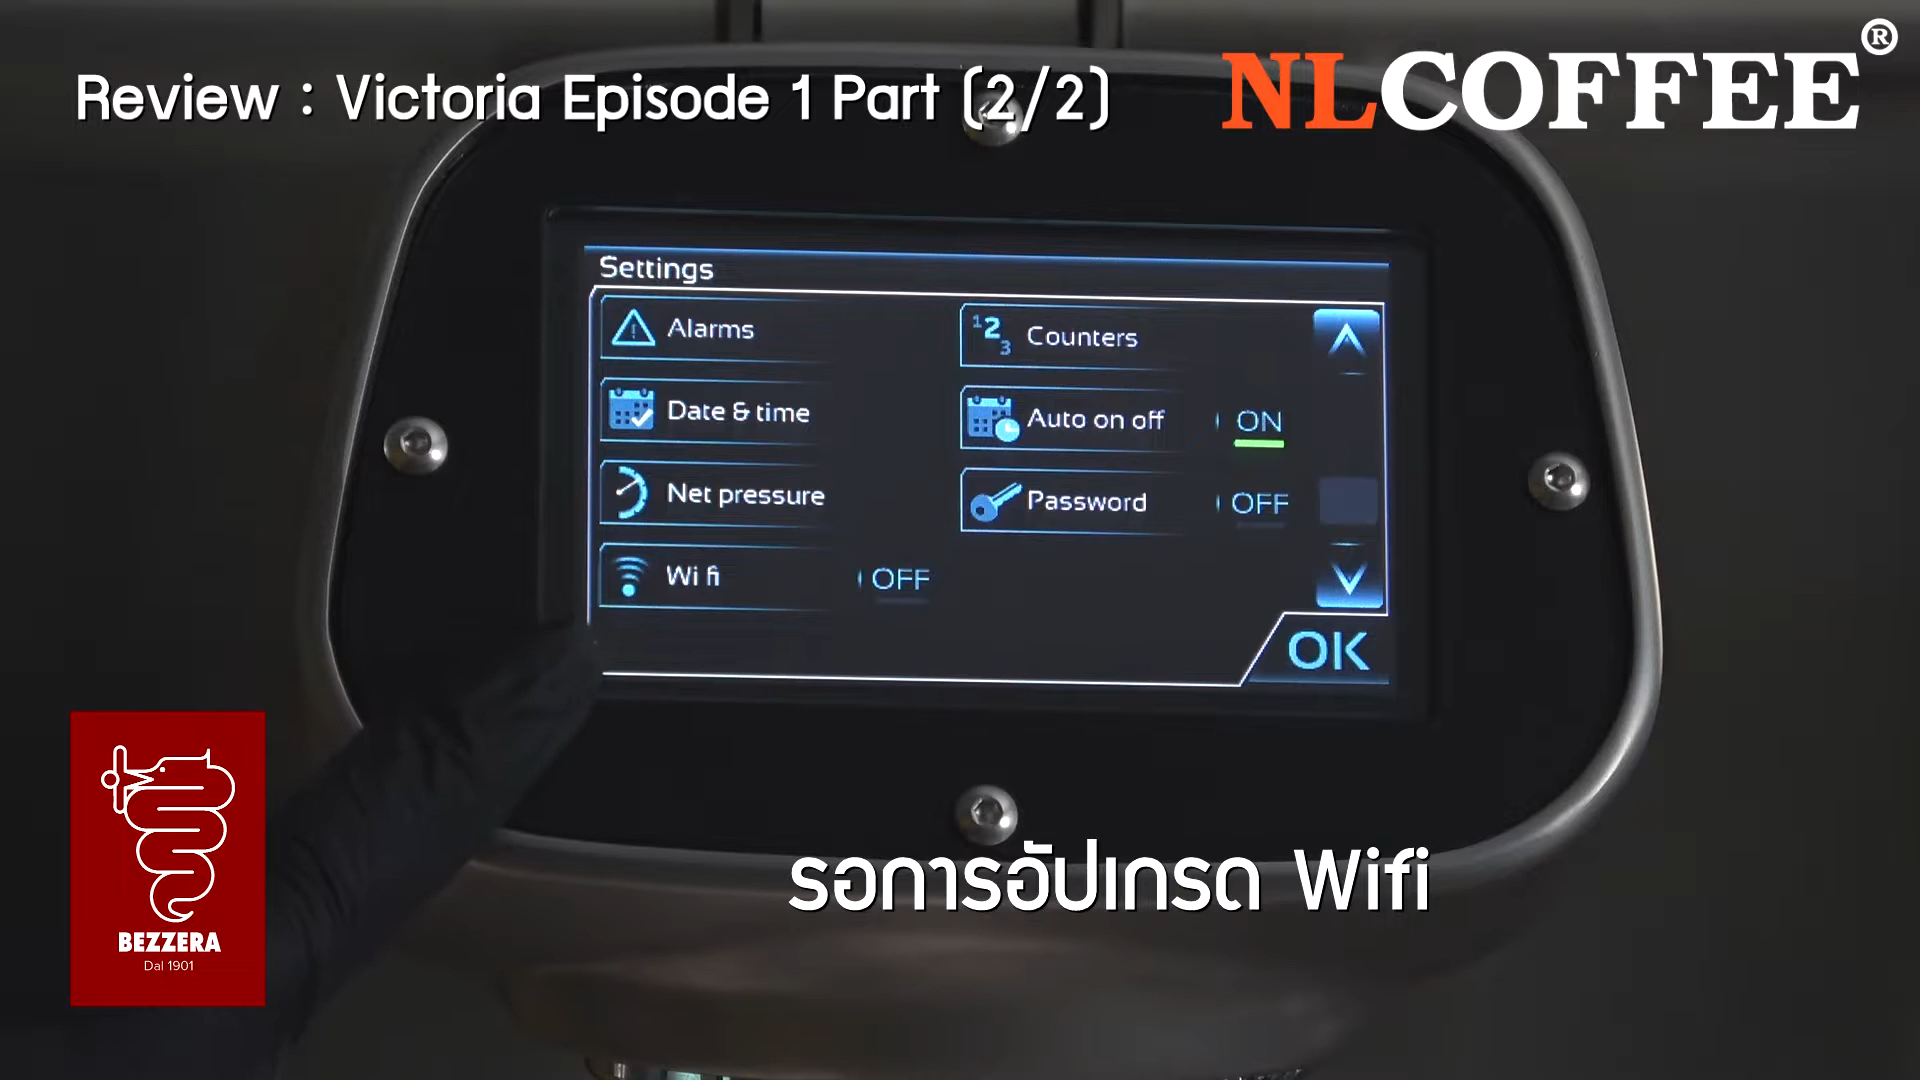 Review : Victoria Episode 1 Part (2/2)
NLCOFFEE®
Settings
Alarms
123 Counters
Date & time
Auto on off ON
Net pressure
Password OFF
Wi fi OFF
OK
รอการอัปเกรด Wifi
BEZZERA
Dal 1901